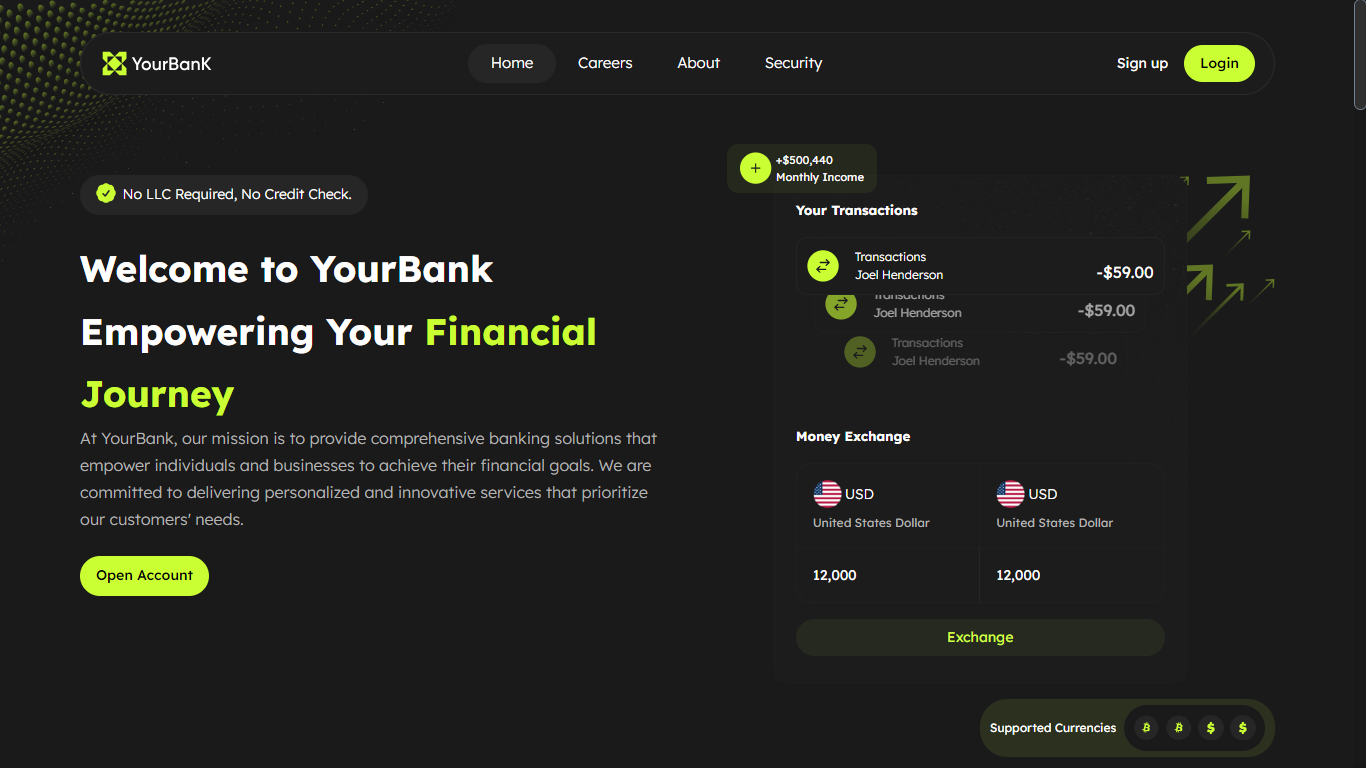 YourBanK
Home
Careers
About
Security
Sign up
Login
No LLC Required, No Credit Check.
Welcome to YourBank
Empowering Your Financial
Journey
At YourBank, our mission is to provide comprehensive banking solutions that
empower individuals and businesses to achieve their financial goals. We are
committed to delivering personalized and innovative services that prioritize
our customers' needs.
Open Account
+$500,440
Monthly Income
Your Transactions
Transactions
Joel Henderson
-$59.00
Transactions
Joel Henderson
-$59.00
Transactions
Joel Henderson
-$59.00
Money Exchange
USD
United States Dollar
USD
United States Dollar
12,000
12,000
Exchange
Supported Currencies